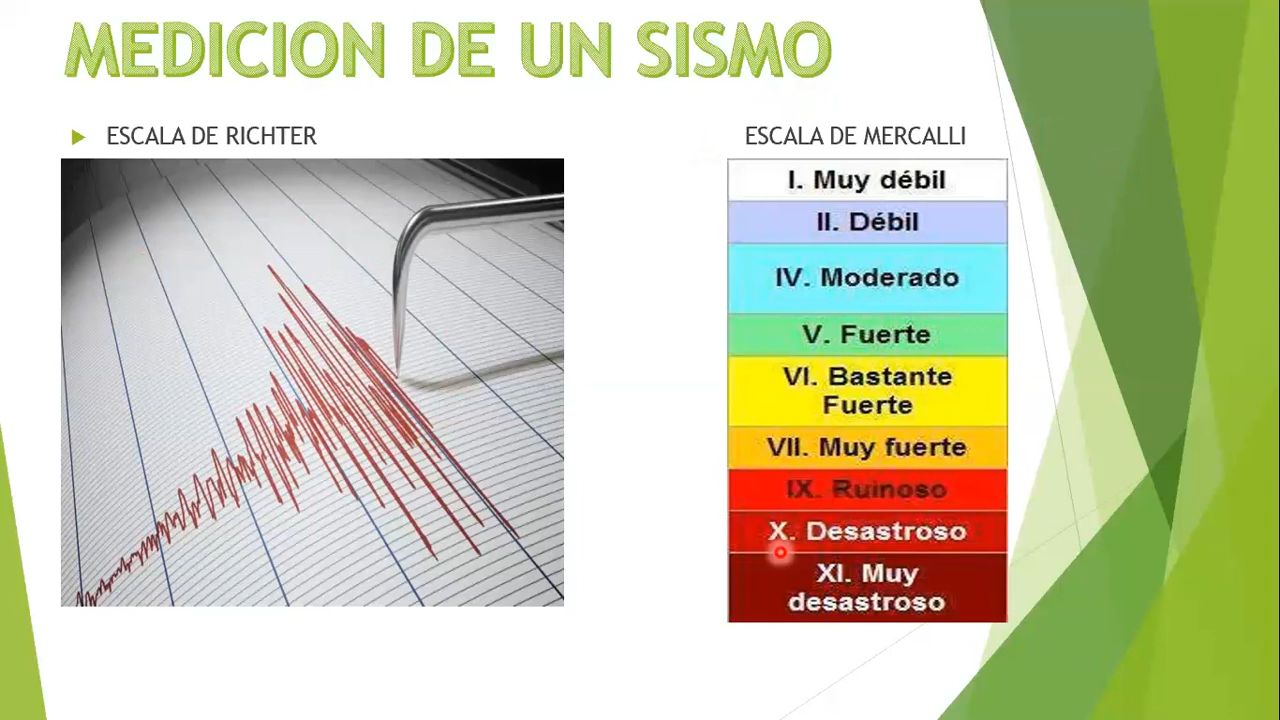 MEDICION DE UN SISMO
ESCALA DE RICHTER
ESCALA DE MERCALLI
I. Muy débil
II. Débil
IV. Moderado
V. Fuerte
VI. Bastante
Fuerte
VII. Muy fuerte
IX. Ruinoso
X. Desastroso
XI. Muy
desastroso